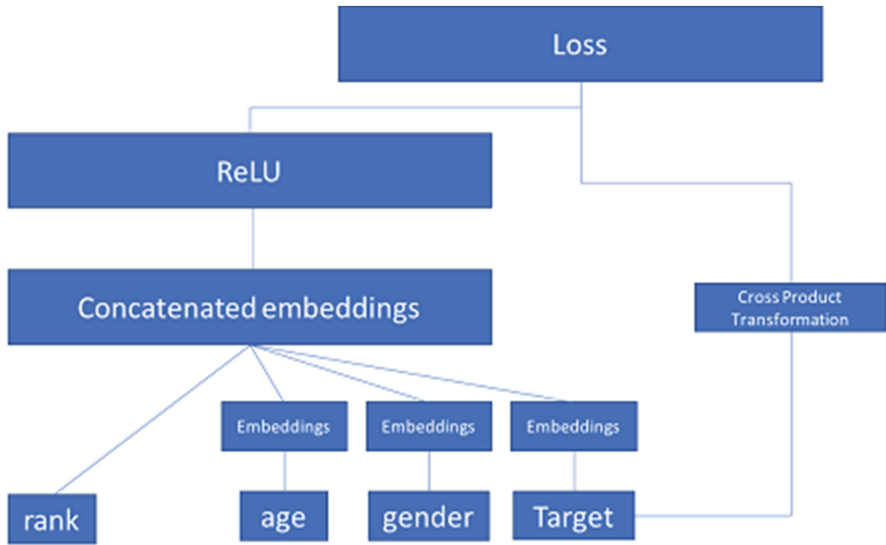 Loss
ReLU
Concatenated embeddings
Cross Product
Transformation
Embeddings
Embeddings
Embeddings
rank
age
gender
Target